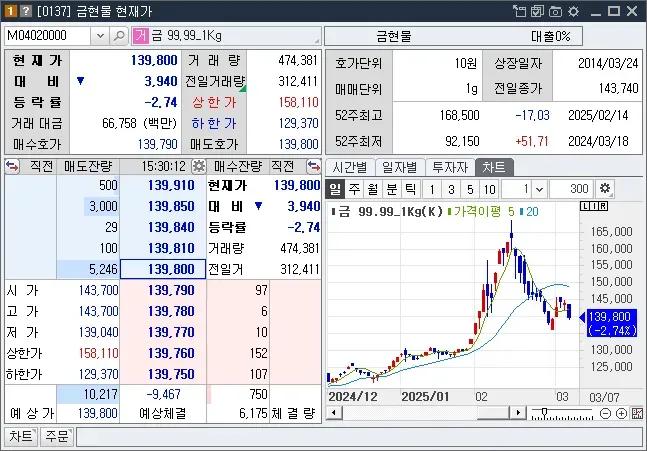 [0137] 금현물 현재가
M04020000 거 금 99.99_1Kg
금현물 대출0%
현재가 139,800 거래량 474,381
대비 ▼ 3,940 전일거래량 312,411
등락률 -2.74 상한가 158,110
거래대금 66,758 (백만) 하한가 129,370
매수호가 139,790 매도호가 139,800
호가단위 10원 상장일자 2014/03/24
매매단위 1g 전일종가 143,740
52주최고 168,500 -17.03 2025/02/14
52주최저 92,150 +51.71 2024/03/18
직전 매도잔량 15:30:12 매수잔량 직전
500 139,910 현재가 139,800
3,000 139,850 대비 ▼ 3,940
29 139,840 등락률 -2.74
100 139,810 거래량 474,381
5,246 139,800 전일거 312,411
시가 143,700 139,790 97
고가 143,700 139,780 6
저가 139,040 139,770 10
상한가 158,110 139,760 152
하한가 129,370 139,750 107
10,217 -9,467 750
예상가 139,800 예상체결 6,175 체결량
시간별 일자별 투자자 차트
일 주 월 분 틱 1 3 5 10 1 300
금 99.99_1Kg(K) 가격이평 5 20
L I R
165,000
160,000
155,000
150,000
145,000
139,800
(-2.74%)
130,000
125,000
2024/12 2025/01 02 03 03/07
차트 주문